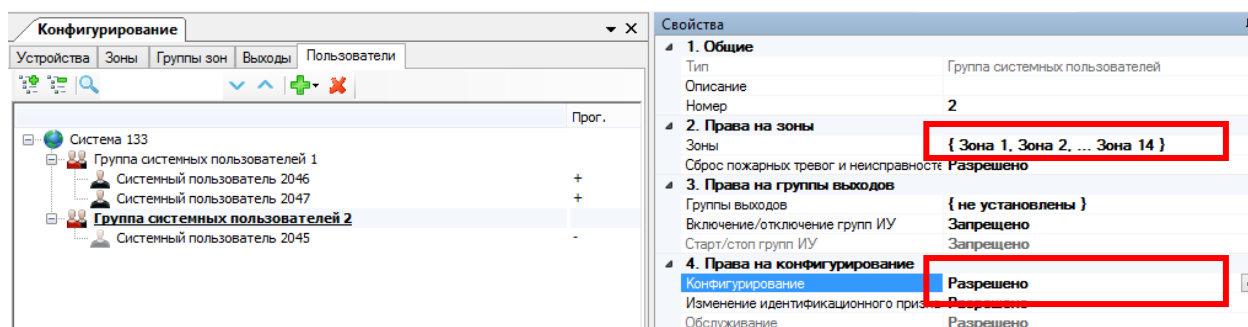 Конфигурирование
Устройства Зоны Группы зон Выходы Пользователи
Прог.
Система 133
Группа системных пользователей 1
Системный пользователь 2046 +
Системный пользователь 2047 +
Группа системных пользователей 2
Системный пользователь 2045 -
Свойства
1. Общие
Тип Группа системных пользователей
Описание
Номер 2
2. Права на зоны
Зоны { Зона 1, Зона 2, ... Зона 14 }
Сброс пожарных тревог и неисправносте Разрешено
3. Права на группы выходов
Группы выходов { не установлены }
Включение/отключение групп ИУ Запрещено
Старт/стоп групп ИУ Запрещено
4. Права на конфигурирование
Конфигурирование Разрешено
Изменение идентификационного призна Разрешено
Обслуживание Разрешено